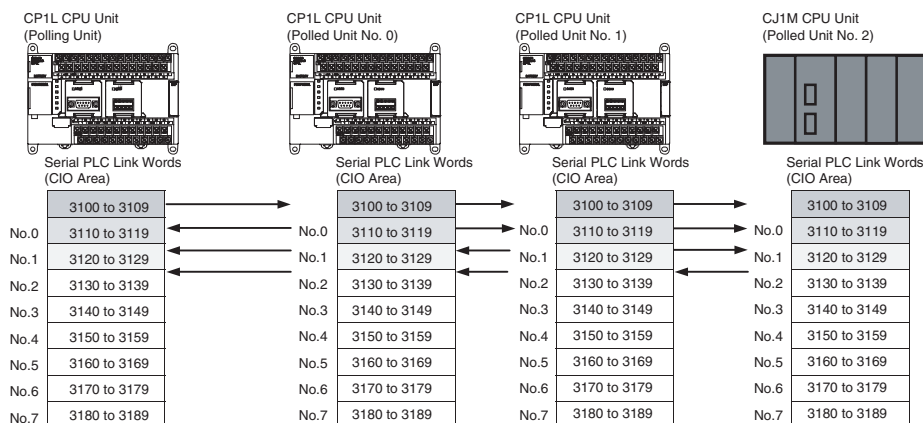 CP1L CPU Unit
(Polling Unit)
CP1L CPU Unit
(Polled Unit No. 0)
CP1L CPU Unit
(Polled Unit No. 1)
CJ1M CPU Unit
(Polled Unit No. 2)
Serial PLC Link Words
(CIO Area)
3100 to 3109
No.0 3110 to 3119
No.1 3120 to 3129
No.2 3130 to 3139
No.3 3140 to 3149
No.4 3150 to 3159
No.5 3160 to 3169
No.6 3170 to 3179
No.7 3180 to 3189
Serial PLC Link Words
(CIO Area)
3100 to 3109
No.0 3110 to 3119
No.1 3120 to 3129
No.2 3130 to 3139
No.3 3140 to 3149
No.4 3150 to 3159
No.5 3160 to 3169
No.6 3170 to 3179
No.7 3180 to 3189
Serial PLC Link Words
(CIO Area)
3100 to 3109
No.0 3110 to 3119
No.1 3120 to 3129
No.2 3130 to 3139
No.3 3140 to 3149
No.4 3150 to 3159
No.5 3160 to 3169
No.6 3170 to 3179
No.7 3180 to 3189
Serial PLC Link Words
(CIO Area)
3100 to 3109
No.0 3110 to 3119
No.1 3120 to 3129
No.2 3130 to 3139
No.3 3140 to 3149
No.4 3150 to 3159
No.5 3160 to 3169
No.6 3170 to 3179
No.7 3180 to 3189